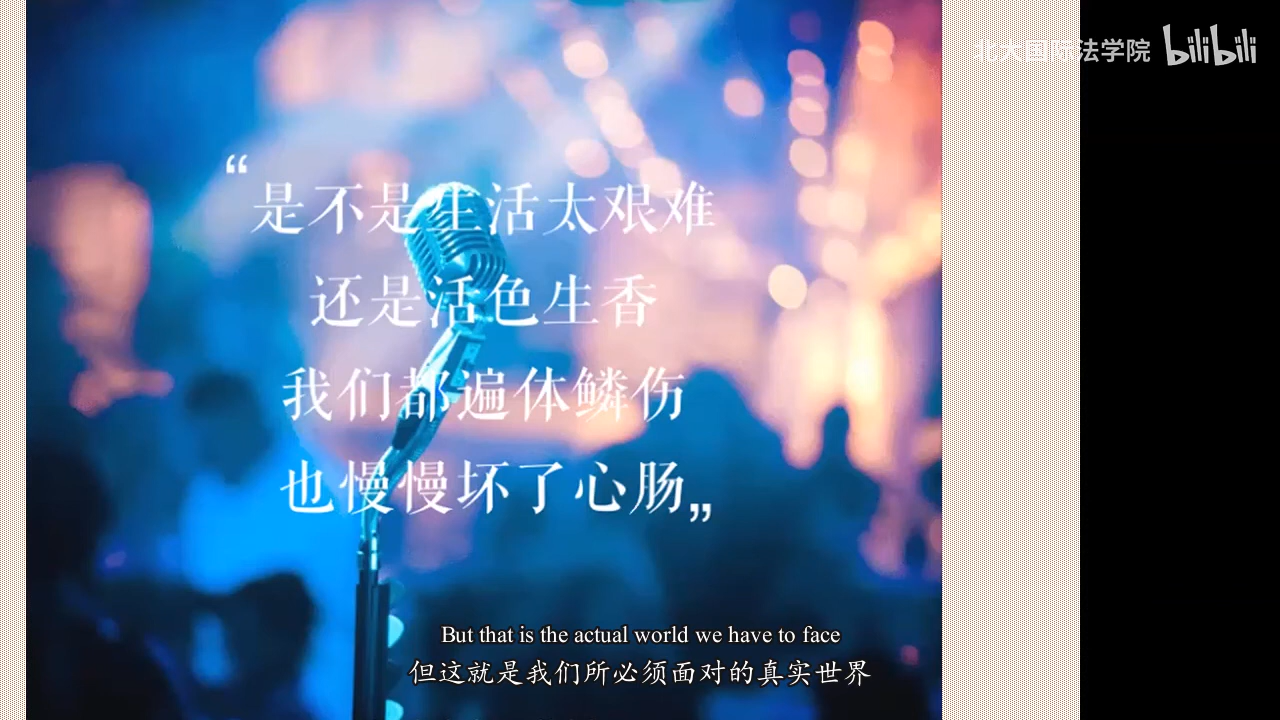 北大国际法学院 bilibili
“是不是生活太艰难
还是活色生香
我们都遍体鳞伤
也慢慢坏了心肠”
But that is the actual world we have to face
但这就是我们所必须面对的真实世界